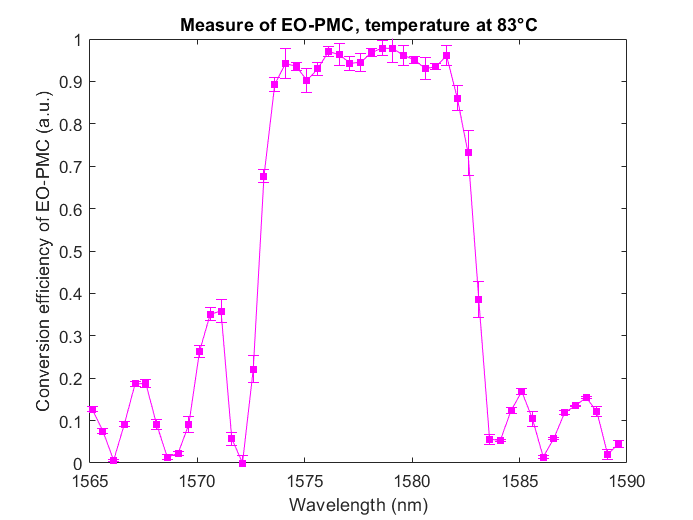 Measure of EO-PMC, temperature at 83°C
Conversion efficiency of EO-PMC (a.u.)
1
0.9
0.8
0.7
0.6
0.5
0.4
0.3
0.2
0.1
0
1565 1570 1575 1580 1585 1590
Wavelength (nm)